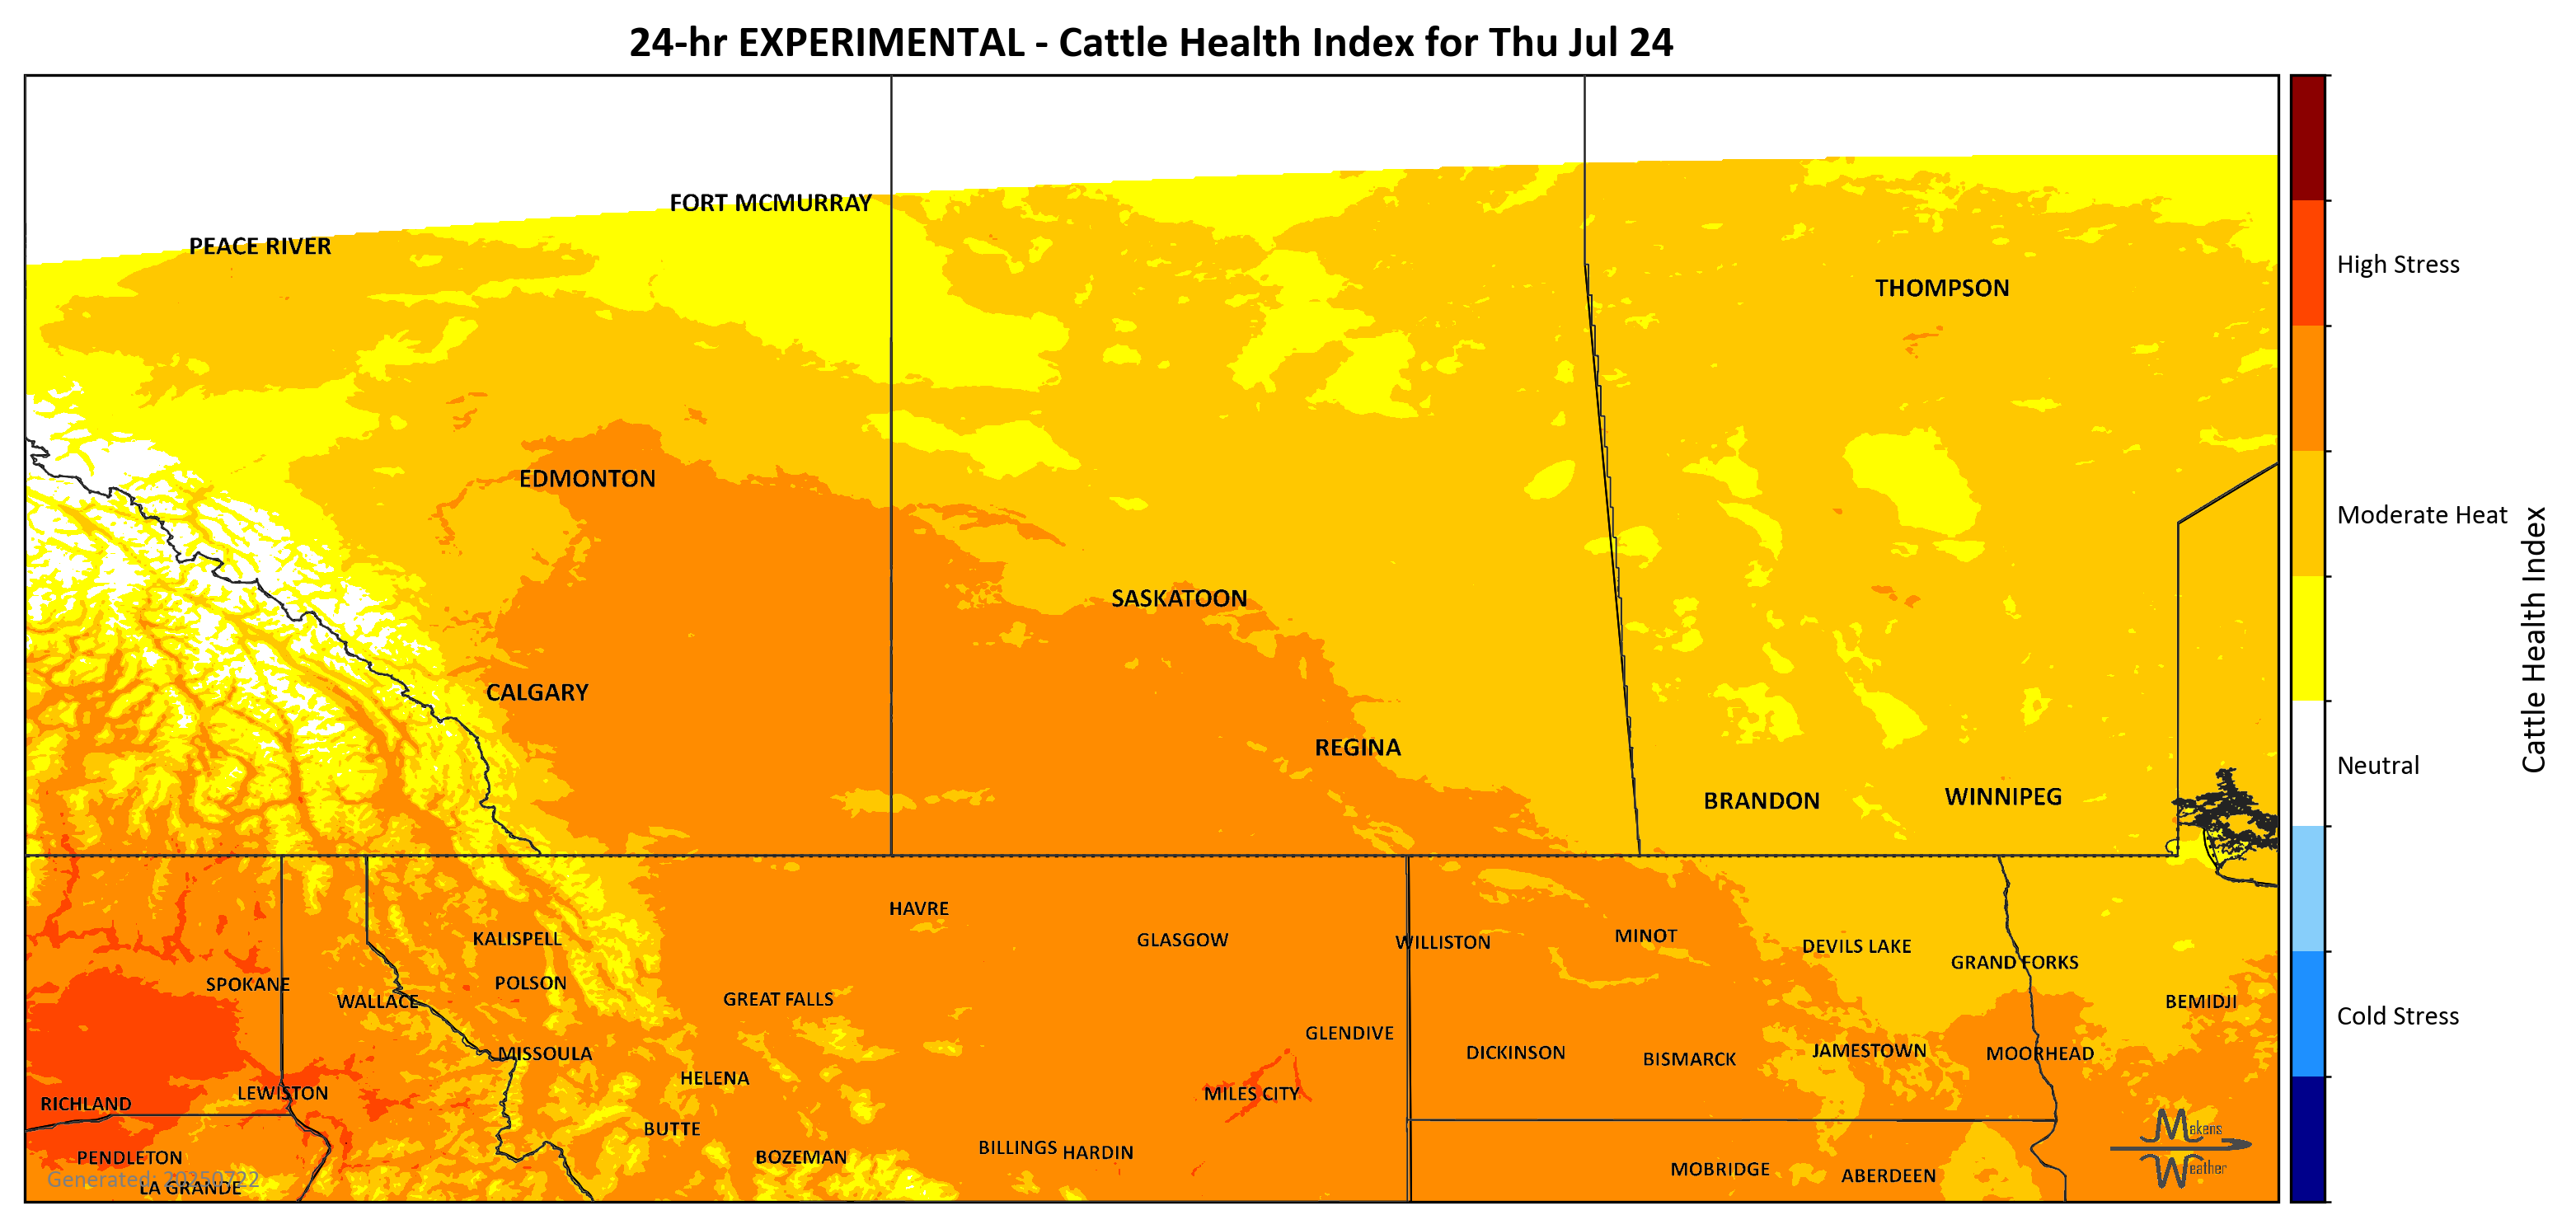 24-hr EXPERIMENTAL - Cattle Health Index for Thu Jul 24
FORT MCMURRAY
PEACE RIVER
High Stress
THOMPSON
EDMONTON
Moderate Heat
SASKATOON
Cattle Health Index
CALGARY
REGINA
Neutral
BRANDON
WINNIPEG
HAVRE
KALISPELL
GLASGOW
WILLISTON
MINOT
DEVILS LAKE
GRAND FORKS
SPOKANE
POLSON
WALLACE
GREAT FALLS
BEMIDJI
Cold Stress
GLENDIVE
MISSOULA
DICKINSON
BISMARCK
JAMESTOWN
MOORHEAD
HELENA
LEWISTON
MILES CITY
RICHLAND
BUTTE
Makens
Weather
PENDLETON
BOZEMAN
BILLINGS
HARDIN
MOBRIDGE
ABERDEEN
Generated: 20250722
LA GRANDE